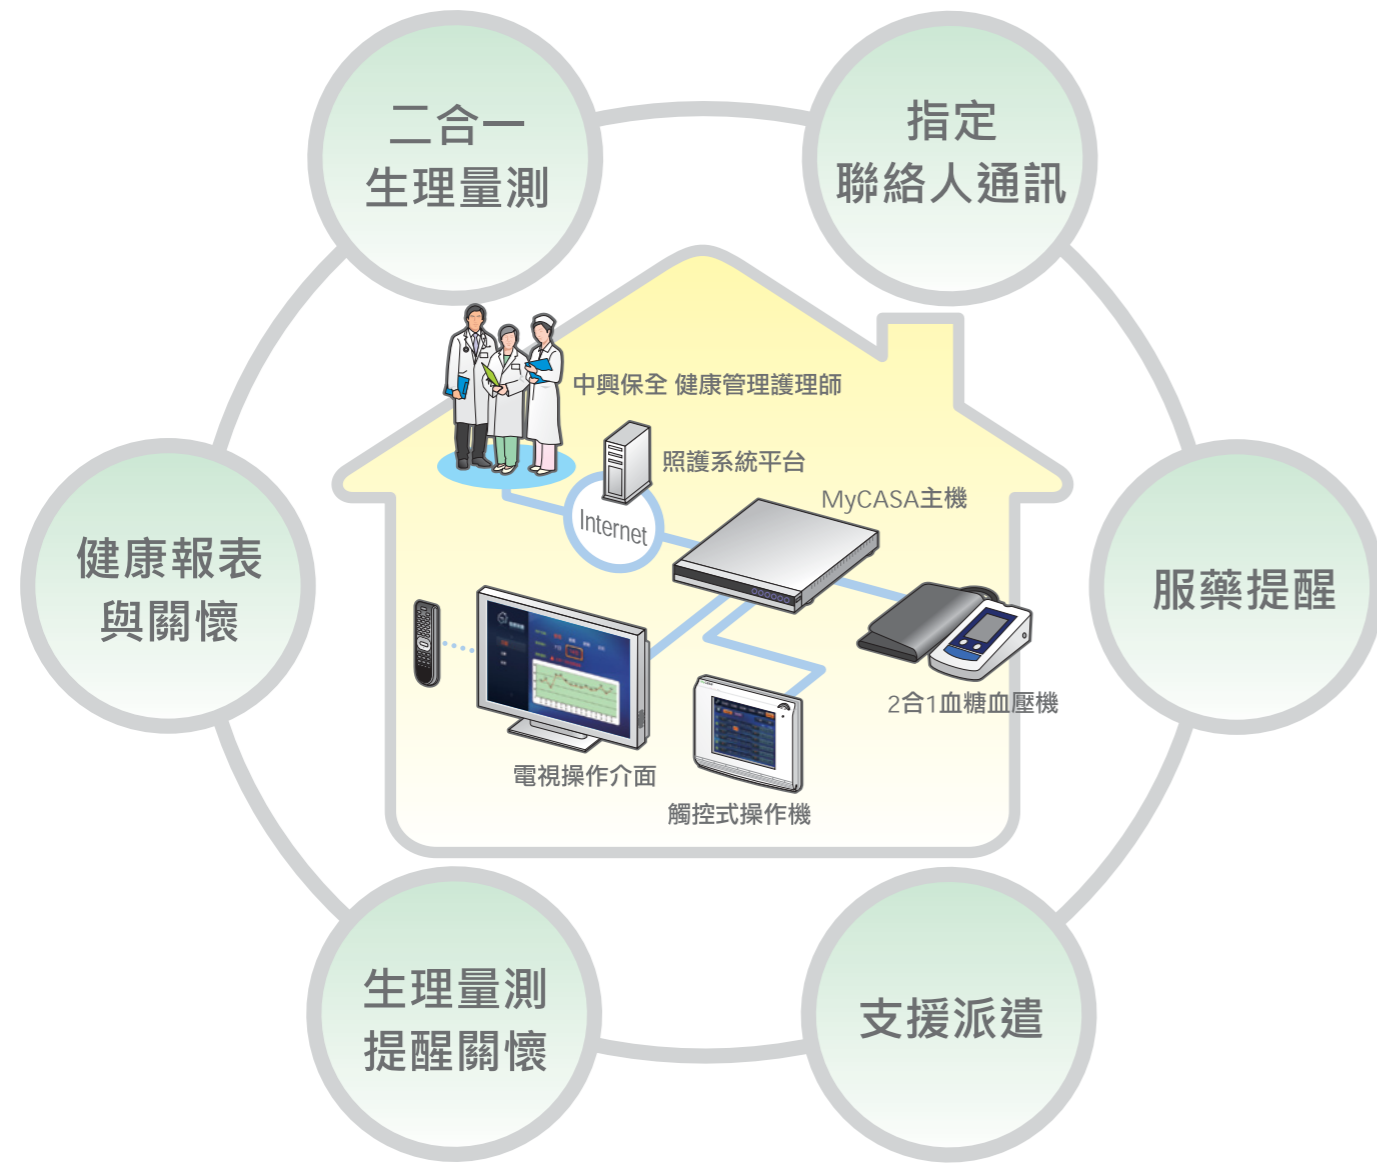 二合一
生理量測
指定
聯絡人通訊
中興保全 健康管理護理師
照護系統平台
MyCASA主機
Internet
健康報表
與關懷
服藥提醒
2合1血糖血壓機
電視操作介面
觸控式操作機
生理量測
提醒關懷
支援派遣